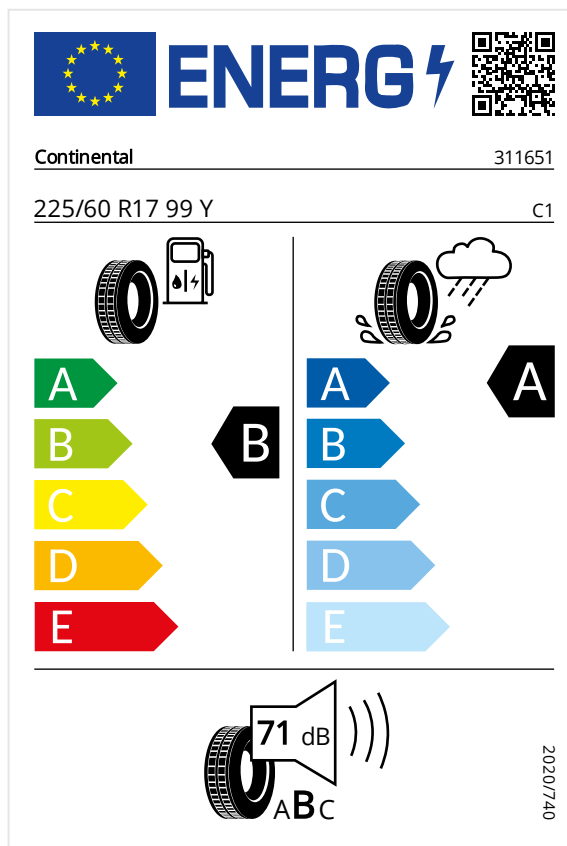 ENERG
Continental 311651
225/60 R17 99 Y C1
A A A
B B B
C C
D D
E E
71 dB
ABC
2020/740